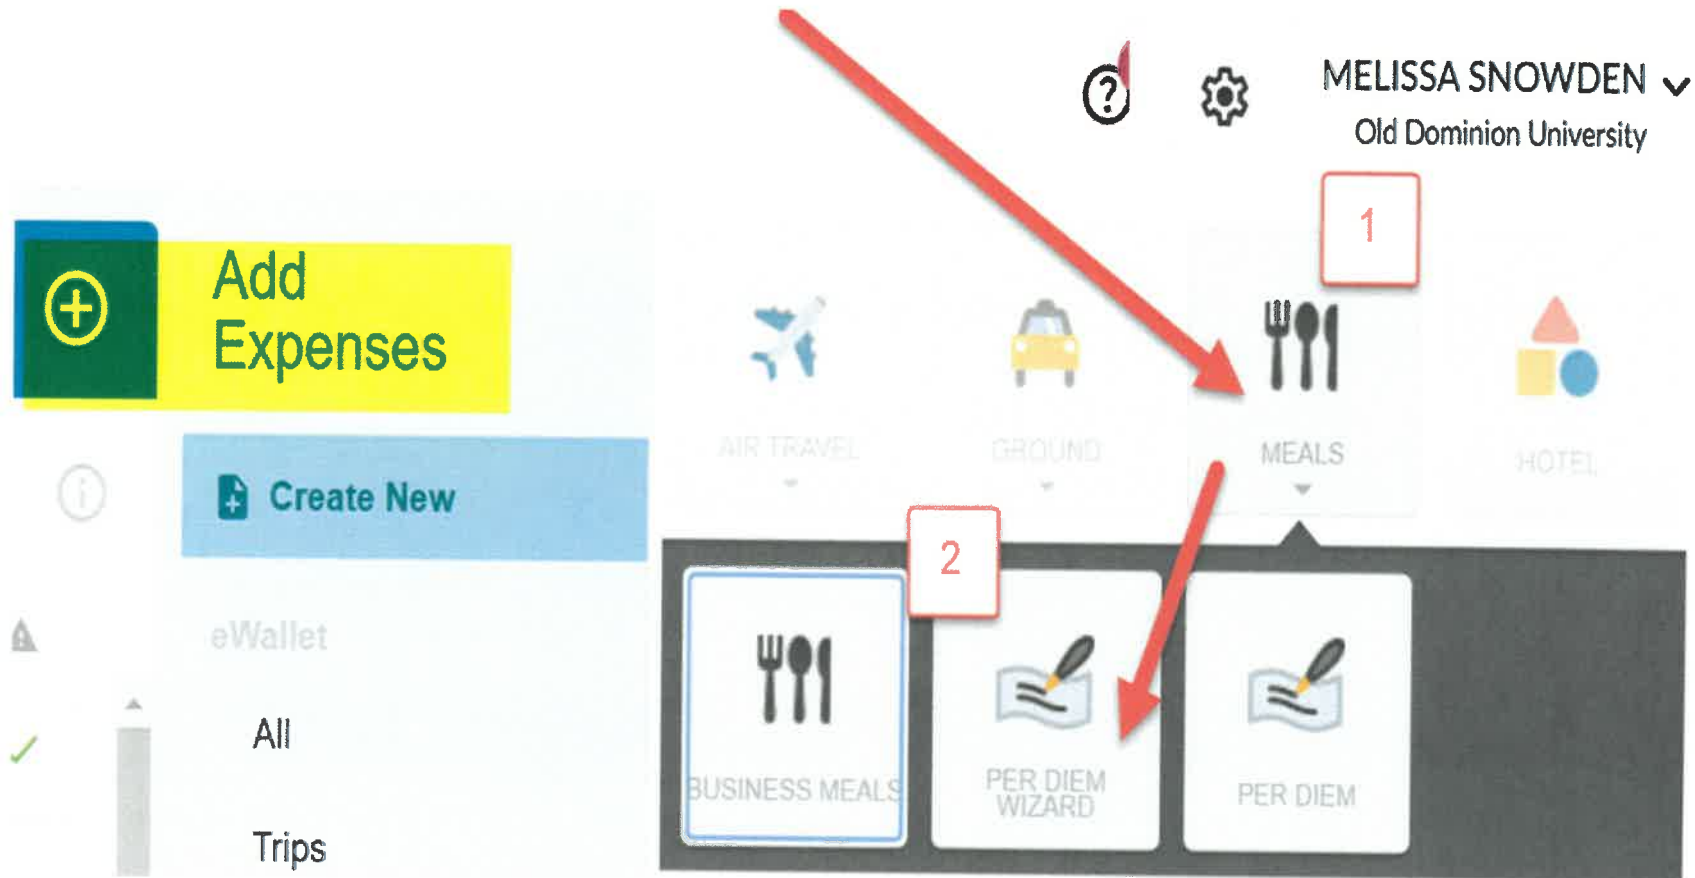 MELISSA SNOWDEN
Old Dominion University
1
Add
Expenses
AIR TRAVEL
GROUND
MEALS
HOTEL
Create New
2
eWallet
All
Trips
BUSINESS MEALS
PER DIEM
WIZARD
PER DIEM